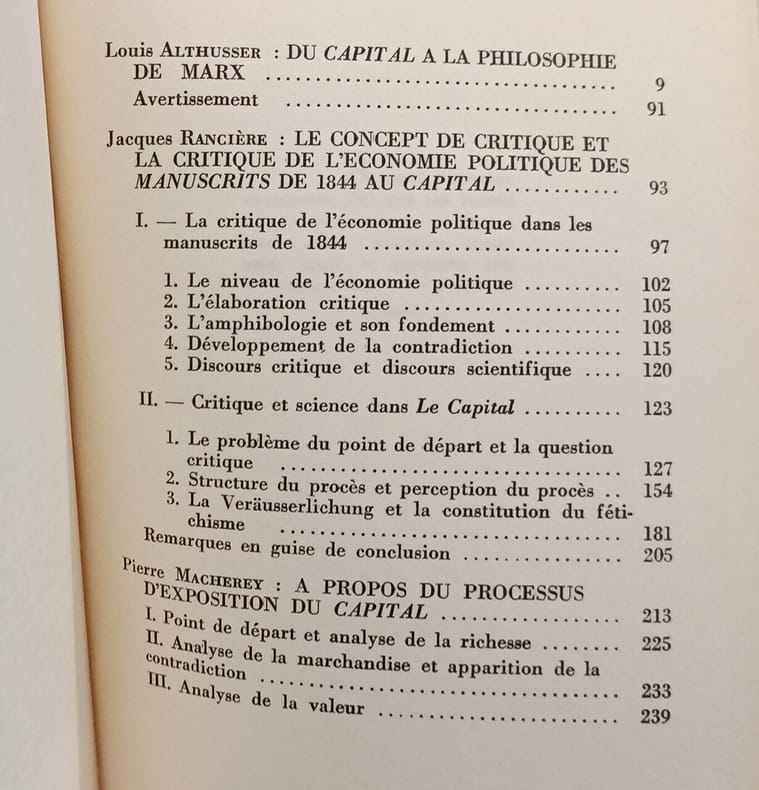 Louis ALTHUSSER : DU CAPITAL A LA PHILOSOPHIE
DE MARX ................................... 9
Avertissement ................................ 91
Jacques RANCIÈRE : LE CONCEPT DE CRITIQUE ET
LA CRITIQUE DE L'ECONOMIE POLITIQUE DES
MANUSCRITS DE 1844 AU CAPITAL ............ 93
I. — La critique de l'économie politique dans les
manuscrits de 1844 ......................... 97
1. Le niveau de l'économie politique .......... 102
2. L'élaboration critique ..................... 105
3. L'amphibologie et son fondement ............ 108
4. Développement de la contradiction .......... 115
5. Discours critique et discours scientifique .... 120
II. — Critique et science dans Le Capital .......... 123
1. Le problème du point de départ et la question
critique .................................. 127
2. Structure du procès et perception du procès .. 154
3. La Veräusserlichung et la constitution du féti-
chisme .................................. 181
Remarques en guise de conclusion ................ 205
Pierre MACHEREY : A PROPOS DU PROCESSUS
D'EXPOSITION DU CAPITAL .................. 213
I. Point de départ et analyse de la richesse ........ 225
II. Analyse de la marchandise et apparition de la
contradiction .................................... 233
III. Analyse de la valeur ........................ 239